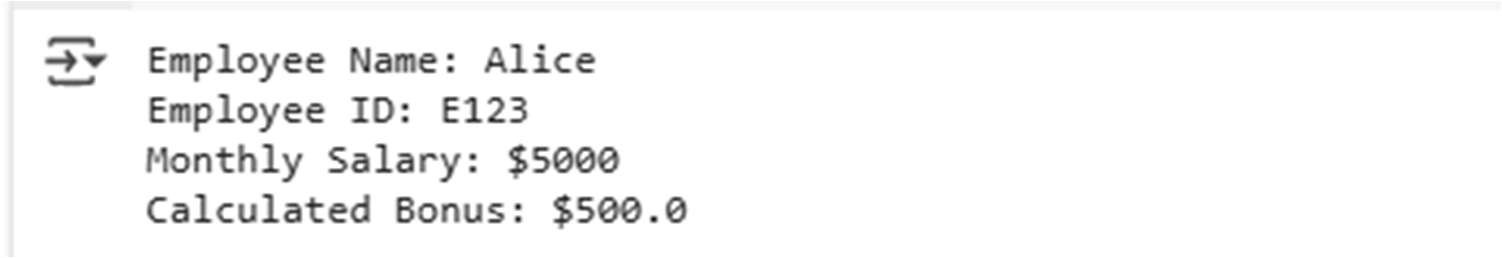 Employee Name: Alice
Employee ID: E123
Monthly Salary: $5000
Calculated Bonus: $500.0